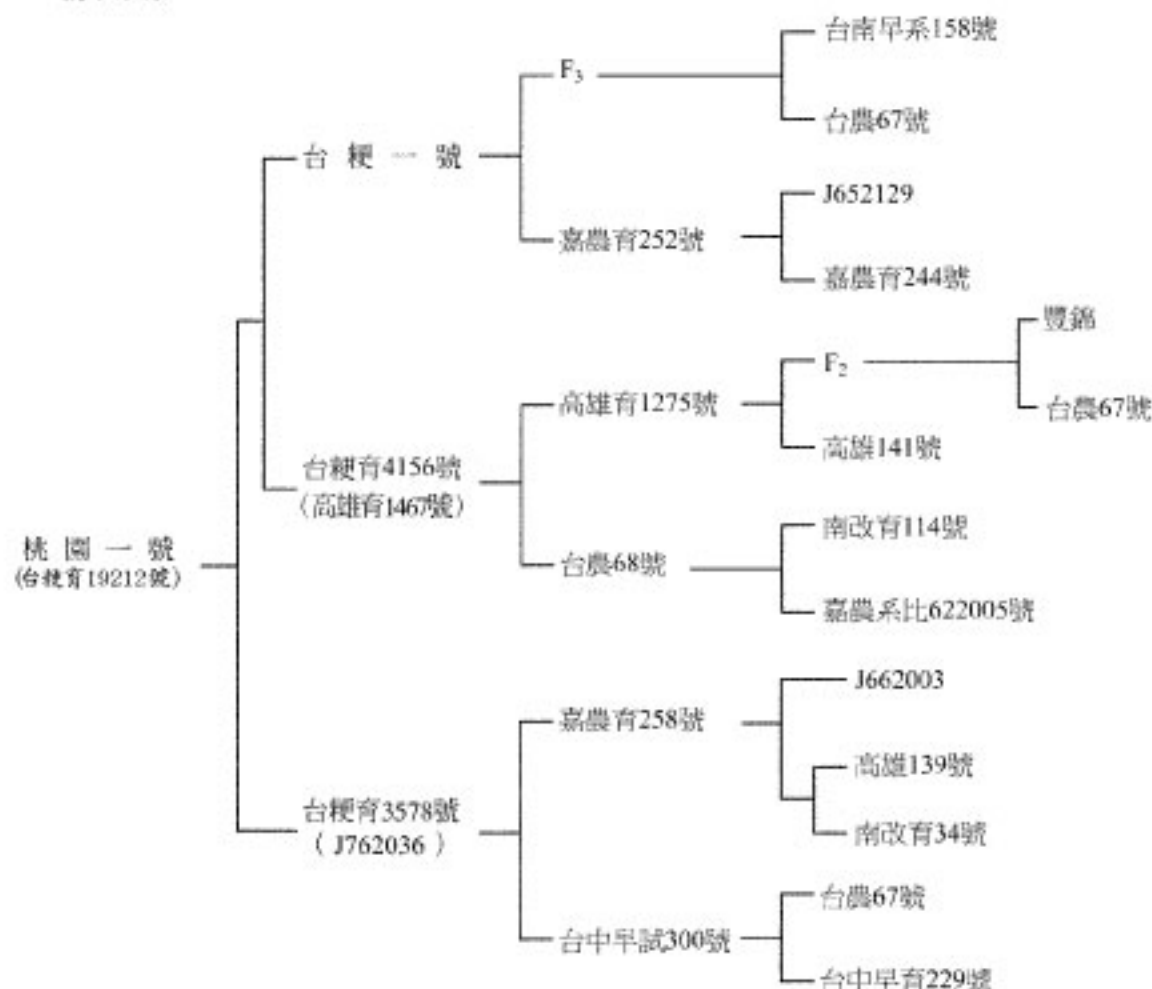 台南早系158號
F₃
台農67號
台 稉 一 號
J652129
嘉農育252號
嘉農育244號
豐錦
F₂
高雄育1275號
台農67號
高雄141號
台稉育4156號
（高雄育1467號）
南改育114號
桃 園 一 號
(台稉育19212號)
台農68號
嘉農系比622005號
J662003
嘉農育258號
高雄139號
台稉育3578號
（ J762036 ）
南改育34號
台農67號
台中早試300號
台中早育229號